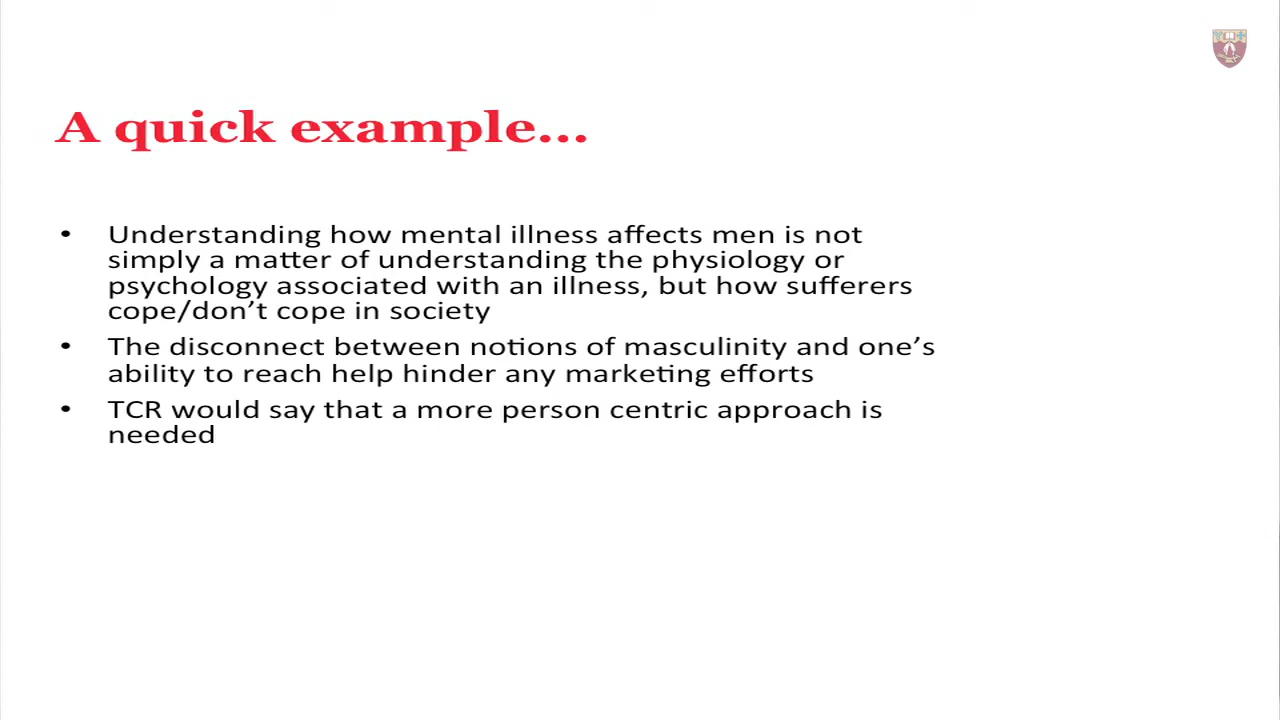 A quick example...
• Understanding how mental illness affects men is not
simply a matter of understanding the physiology or
psychology associated with an illness, but how sufferers
cope/don’t cope in society
• The disconnect between notions of masculinity and one’s
ability to reach help hinder any marketing efforts
• TCR would say that a more person centric approach is
needed